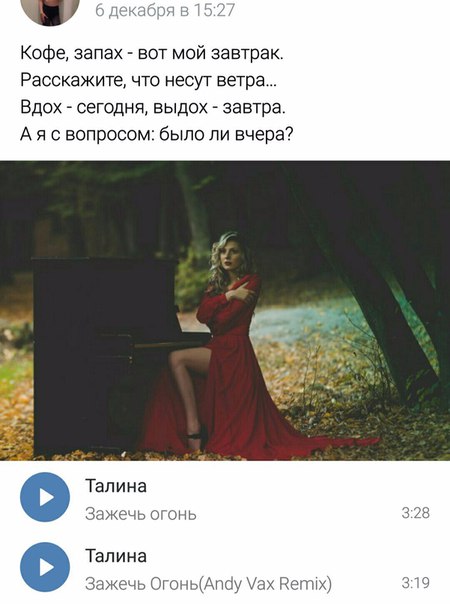 6 декабря в 15:27
Кофе, запах - вот мой завтрак.
Расскажите, что несут ветра...
Вдох - сегодня, выдох - завтра.
А я с вопросом: было ли вчера?
Талина
Зажечь огонь
3:28
Талина
Зажечь Огонь(Andy Vax Remix)
3:19